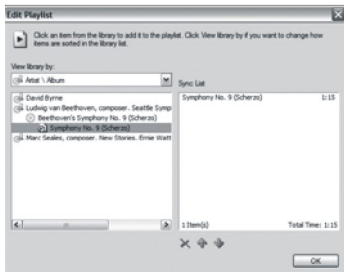 Edit Playlist
Click an item from the library to add it to the playlist. Click View library by if you want to change how
items are sorted in the library list.
View library by:
Artist \ Album
Sync List
David Byrne
Ludwig van Beethoven, composer. Seattle Symp
Beethoven's Symphony No. 9 (Scherzo)
Symphony No. 9 (Scherzo)
Marc Seales, composer. New Stories. Ernie Watt
Symphony No. 9 (Scherzo) 1:15
1 Item(s) Total Time: 1:15
OK